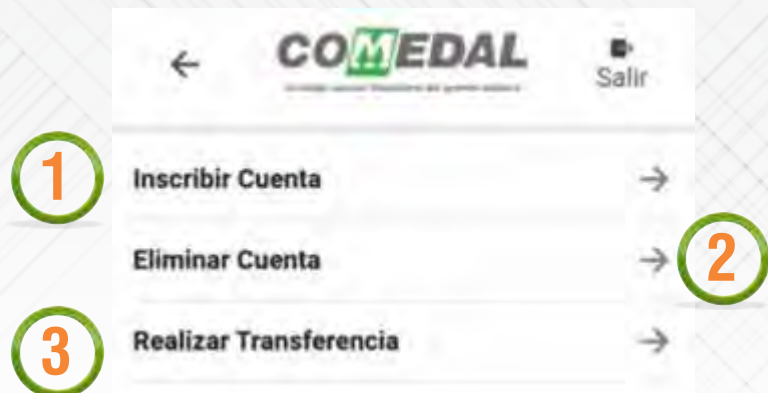 COMEDAL
Salir
1
Inscribir Cuenta
Eliminar Cuenta
2
3
Realizar Transferencia